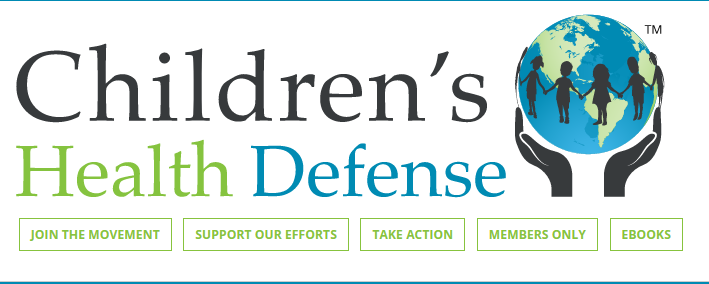 Children's
TM
Health Defense
JOIN THE MOVEMENT
SUPPORT OUR EFFORTS
TAKE ACTION
MEMBERS ONLY
EBOOKS